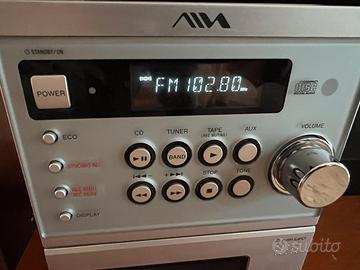 AIWA
STANDBY/ON
POWER
FM 102.80
ECO
CD
TUNER
TAPE
AUX
VOLUME
BAND
STOP
TONE
DISPLAY
subito